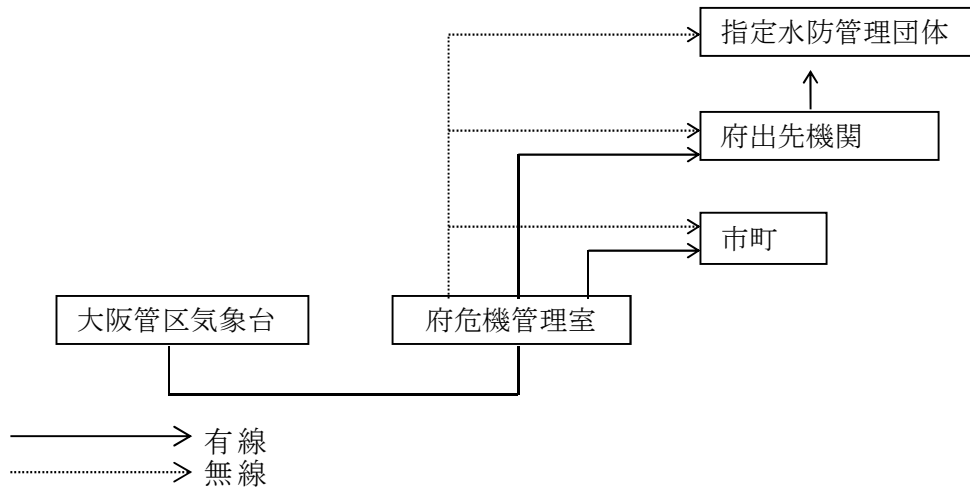 指定水防管理団体
府出先機関
市町
大阪管区気象台
府危機管理室
有線
無線